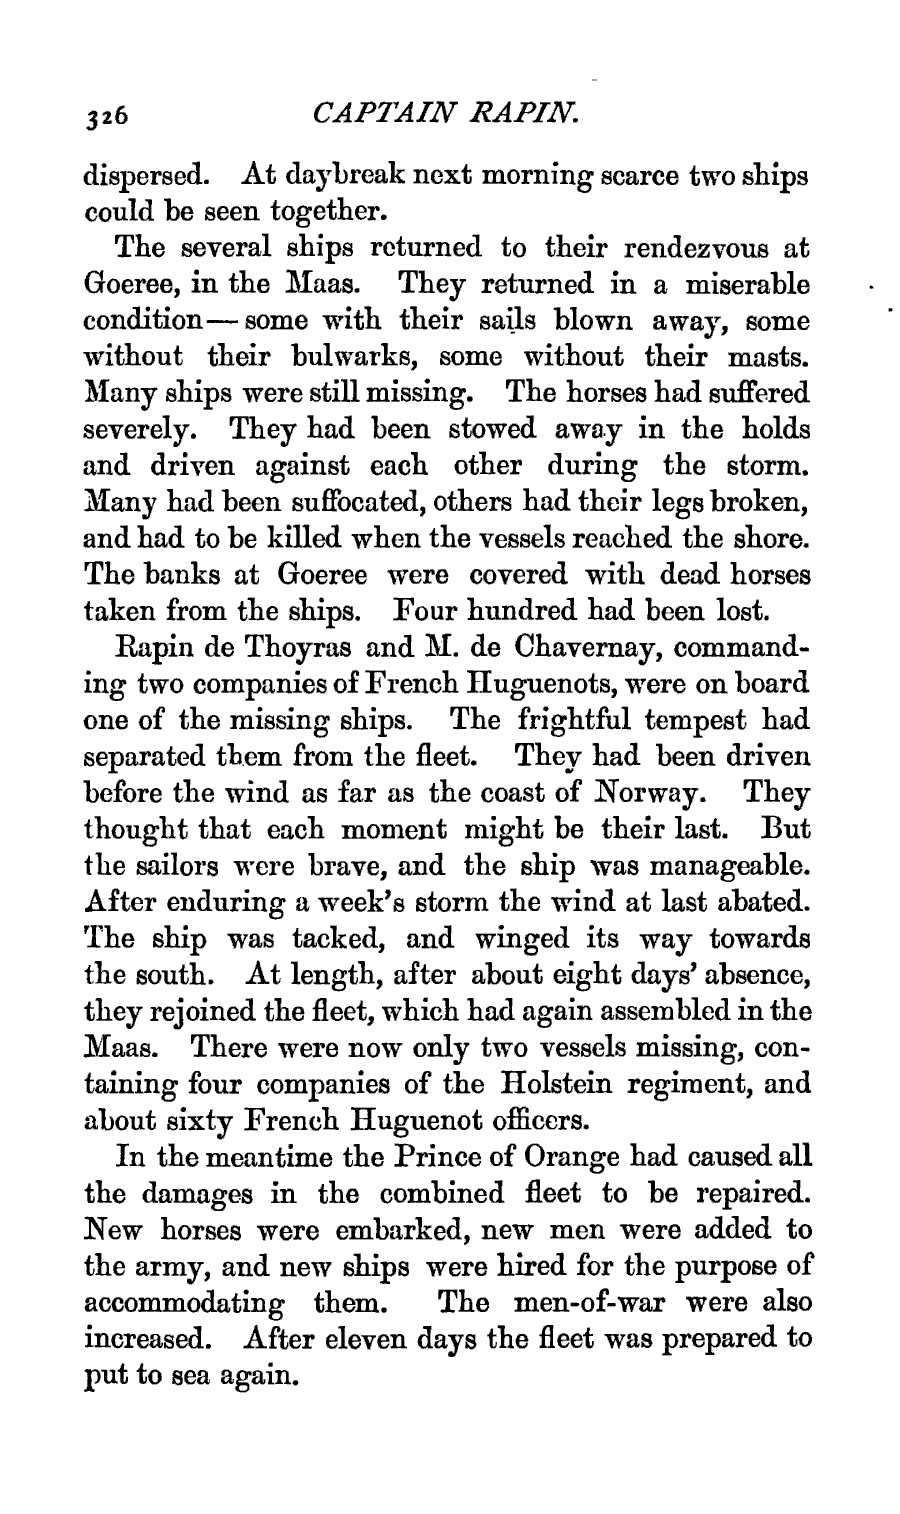 326 CAPTAIN RAPIN.
dispersed. At daybreak next morning scarce two ships
could be seen together.
The several ships returned to their rendezvous at
Goeree, in the Maas. They returned in a miserable
condition— some with their sails blown away, some
without their bulwarks, some without their masts.
Many ships were still missing. The horses had suffered
severely. They had been stowed away in the holds
and driven against each other during the storm.
Many had been suffocated, others had their legs broken,
and had to be killed when the vessels reached the shore.
The banks at Goeree were covered with dead horses
taken from the ships. Four hundred had been lost.
Rapin de Thoyras and M. de Chavernay, command-
ing two companies of French Huguenots, were on board
one of the missing ships. The frightful tempest had
separated them from the fleet. They had been driven
before the wind as far as the coast of Norway. They
thought that each moment might be their last. But
the sailors were brave, and the ship was manageable.
After enduring a week's storm the wind at last abated.
The ship was tacked, and winged its way towards
the south. At length, after about eight days' absence,
they rejoined the fleet, which had again assembled in the
Maas. There were now only two vessels missing, con-
taining four companies of the Holstein regiment, and
about sixty French Huguenot officers.
In the meantime the Prince of Orange had caused all
the damages in the combined fleet to be repaired.
New horses were embarked, new men were added to
the army, and new ships were hired for the purpose of
accommodating them. The men-of-war were also
increased. After eleven days the fleet was prepared to
put to sea again.